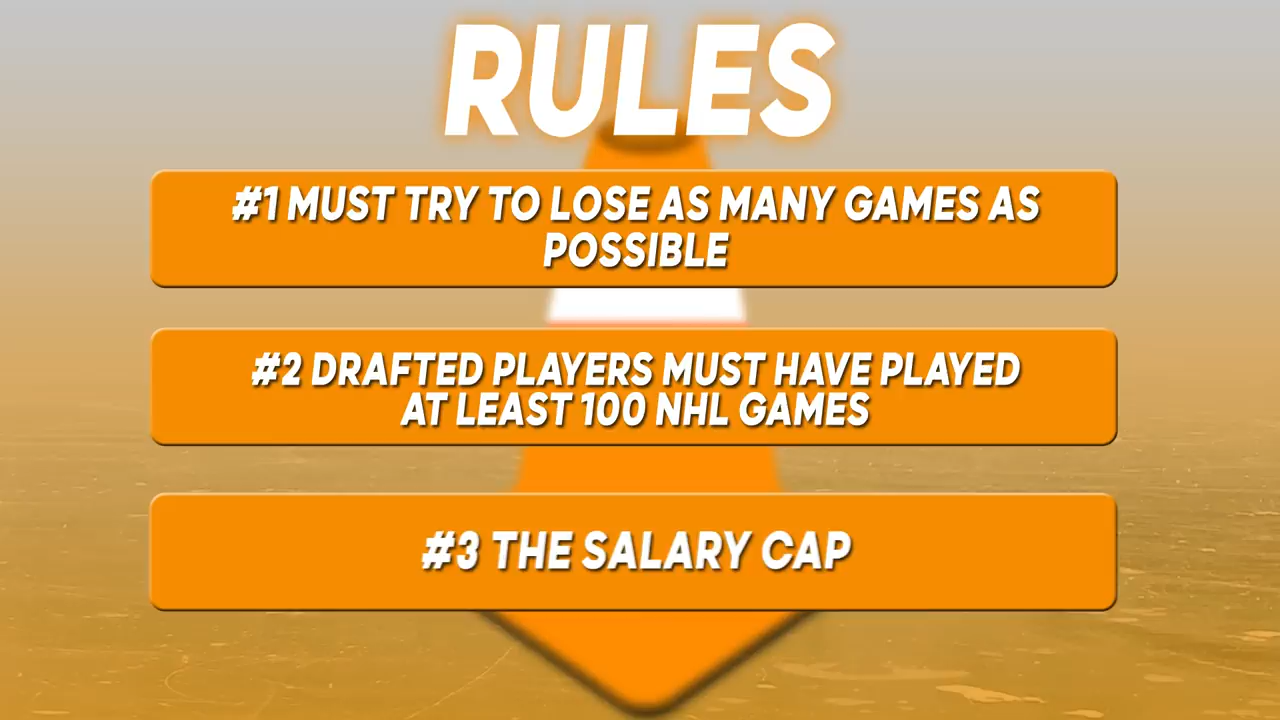 RULES
#1 MUST TRY TO LOSE AS MANY GAMES AS
POSSIBLE
#2 DRAFTED PLAYERS MUST HAVE PLAYED
AT LEAST 100 NHL GAMES
#3 THE SALARY CAP